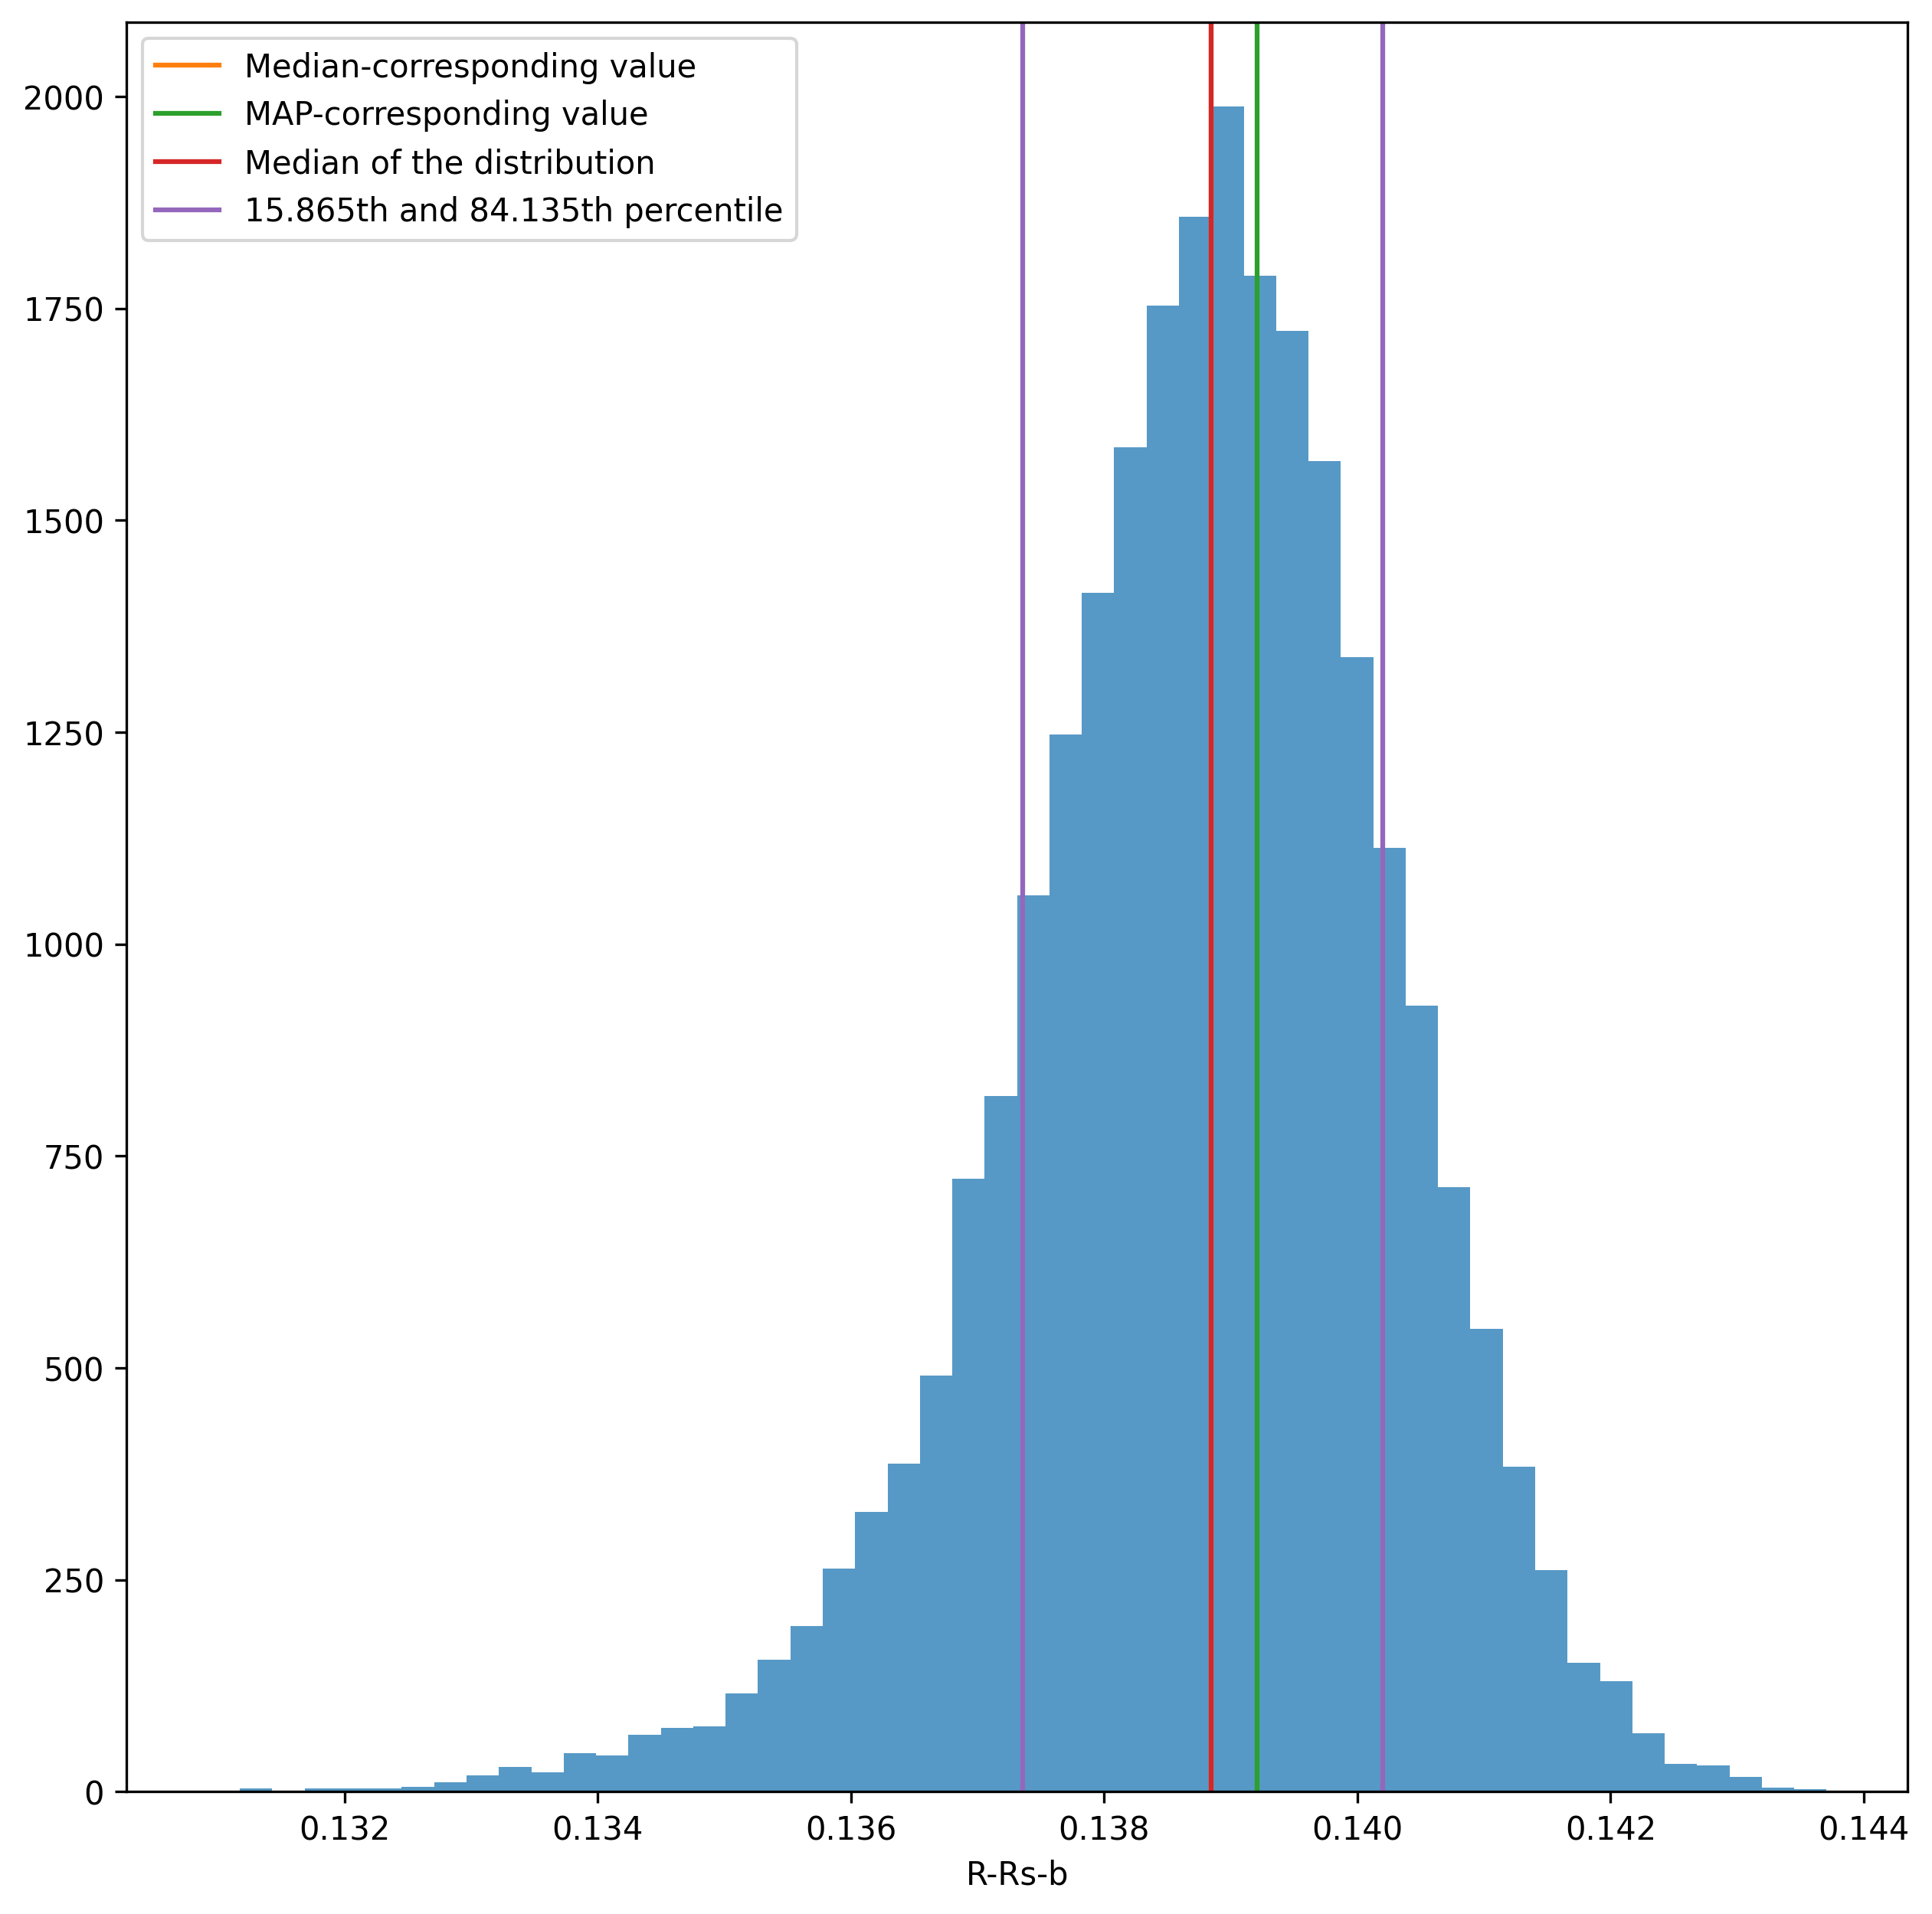 Median-corresponding value
MAP-corresponding value
Median of the distribution
15.865th and 84.135th percentile
2000
1750
1500
1250
1000
750
500
250
0
0.132 0.134 0.136 0.138 0.140 0.142 0.144
R-Rs-b